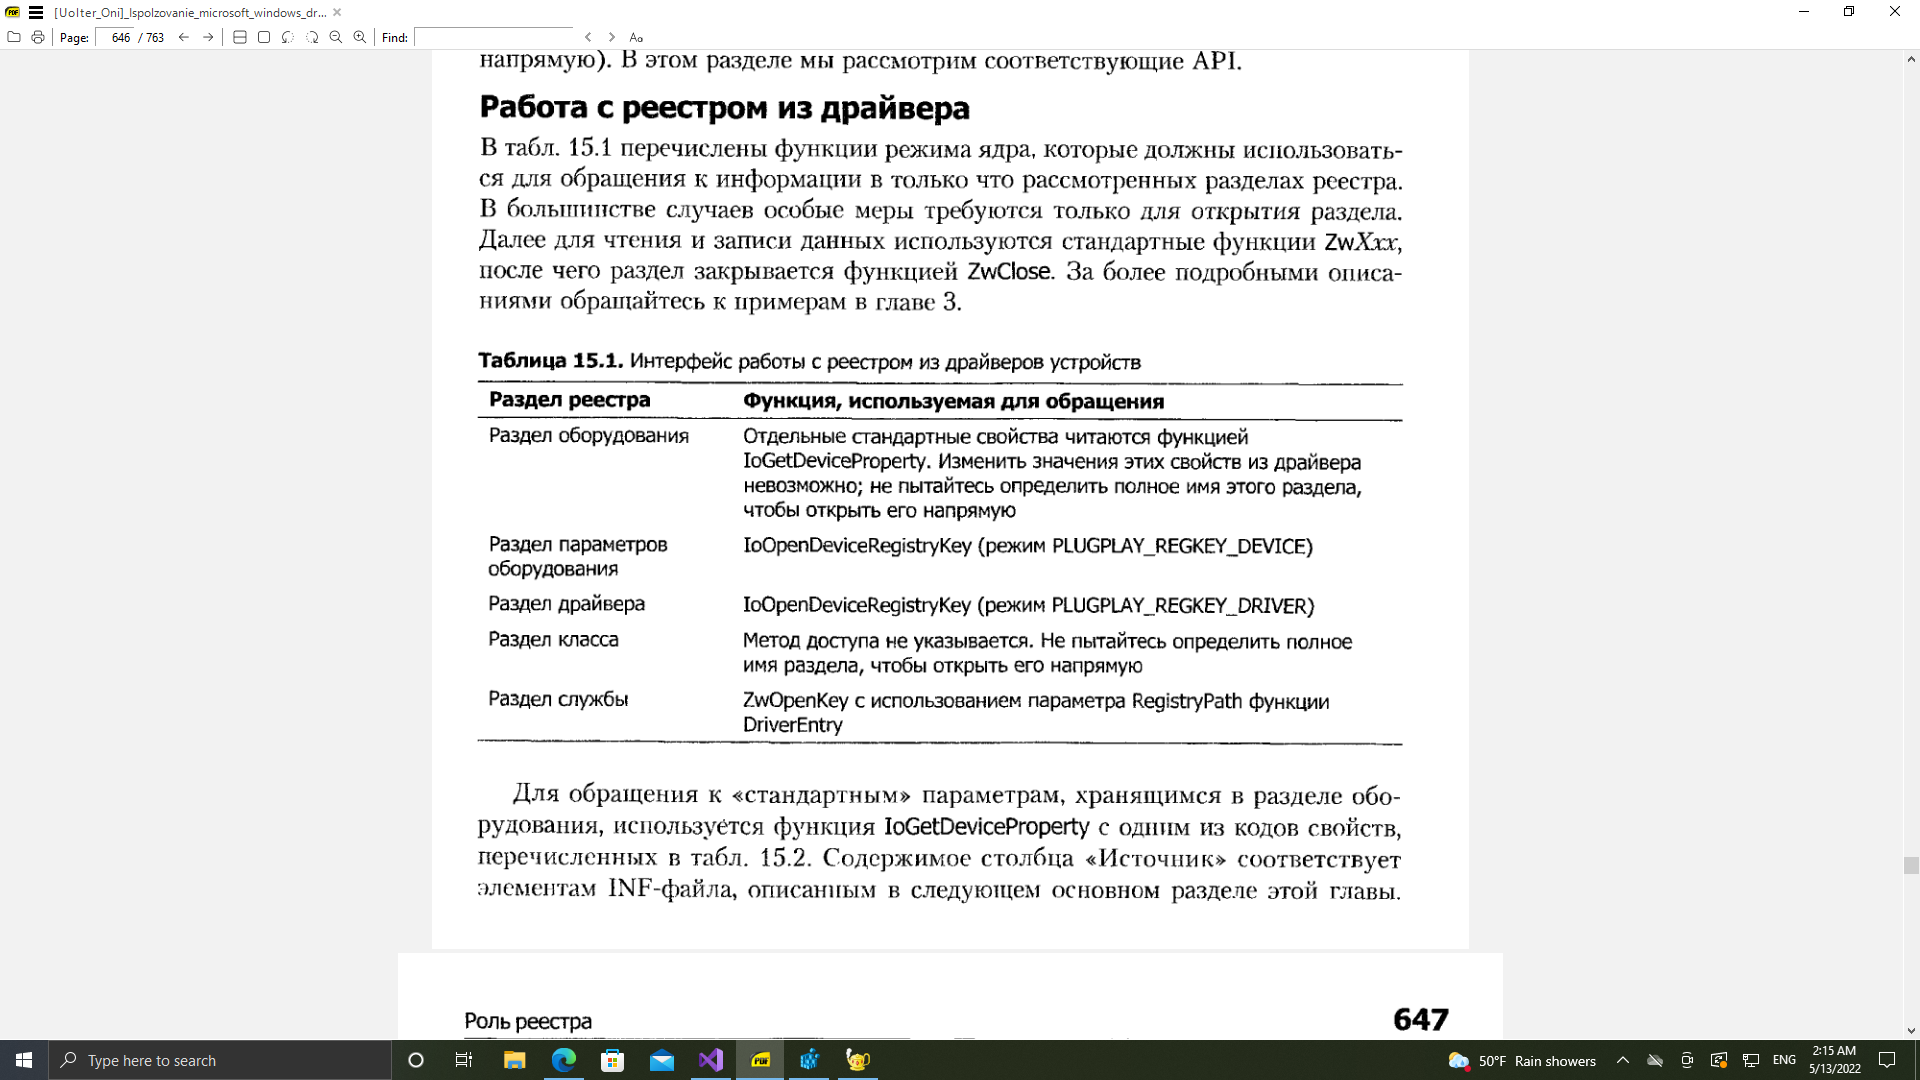 [Uolter_Oni]_Ispolzovanie_microsoft_windows_dr...
Page: 646 / 763 Find:
напрямую). В этом разделе мы рассмотрим соответствующие API.
Работа с реестром из драйвера
В табл. 15.1 перечислены функции режима ядра, которые должны использовать-
ся для обращения к информации в только что рассмотренных разделах реестра.
В большинстве случаев особые меры требуются только для открытия раздела.
Далее для чтения и записи данных используются стандартные функции ZwXxx,
после чего раздел закрывается функцией ZwClose. За более подробными описа-
ниями обращайтесь к примерам в главе 3.
Таблица 15.1. Интерфейс работы с реестром из драйверов устройств
Раздел реестра Функция, используемая для обращения
Раздел оборудования Отдельные стандартные свойства читаются функцией
IoGetDeviceProperty. Изменить значения этих свойств из драйвера
невозможно; не пытайтесь определить полное имя этого раздела,
чтобы открыть его напрямую
Раздел параметров IoOpenDeviceRegistryKey (режим PLUGPLAY_REGKEY_DEVICE)
оборудования
Раздел драйвера IoOpenDeviceRegistryKey (режим PLUGPLAY_REGKEY_DRIVER)
Раздел класса Метод доступа не указывается. Не пытайтесь определить полное
имя раздела, чтобы открыть его напрямую
Раздел службы ZwOpenKey с использованием параметра RegistryPath функции
DriverEntry
Для обращения к «стандартным» параметрам, хранящимся в разделе обо-
рудования, используется функция IoGetDeviceProperty с одним из кодов свойств,
перечисленных в табл. 15.2. Содержимое столбца «Источник» соответствует
элементам INF-файла, описанным в следующем основном разделе этой главы.
Роль реестра 647
Type here to search
50°F Rain showers ENG 2:15 AM
5/13/2022